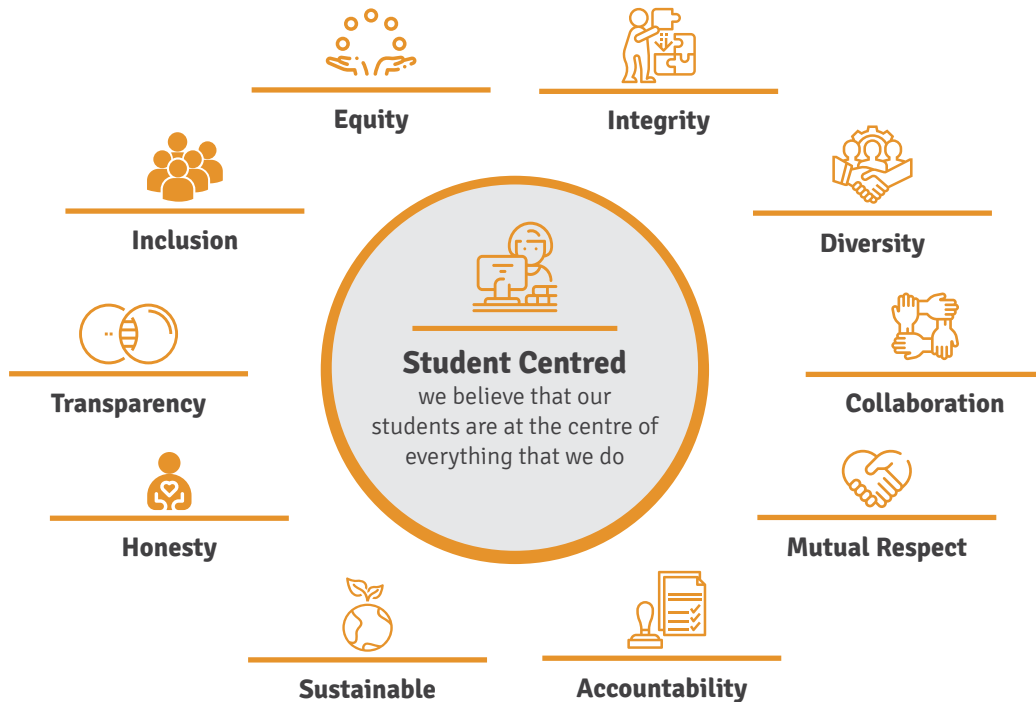 Equity
Integrity
Inclusion
Diversity
Student Centred
we believe that our
students are at the centre of
everything that we do
Transparency
Collaboration
Honesty
Mutual Respect
Sustainable
Accountability